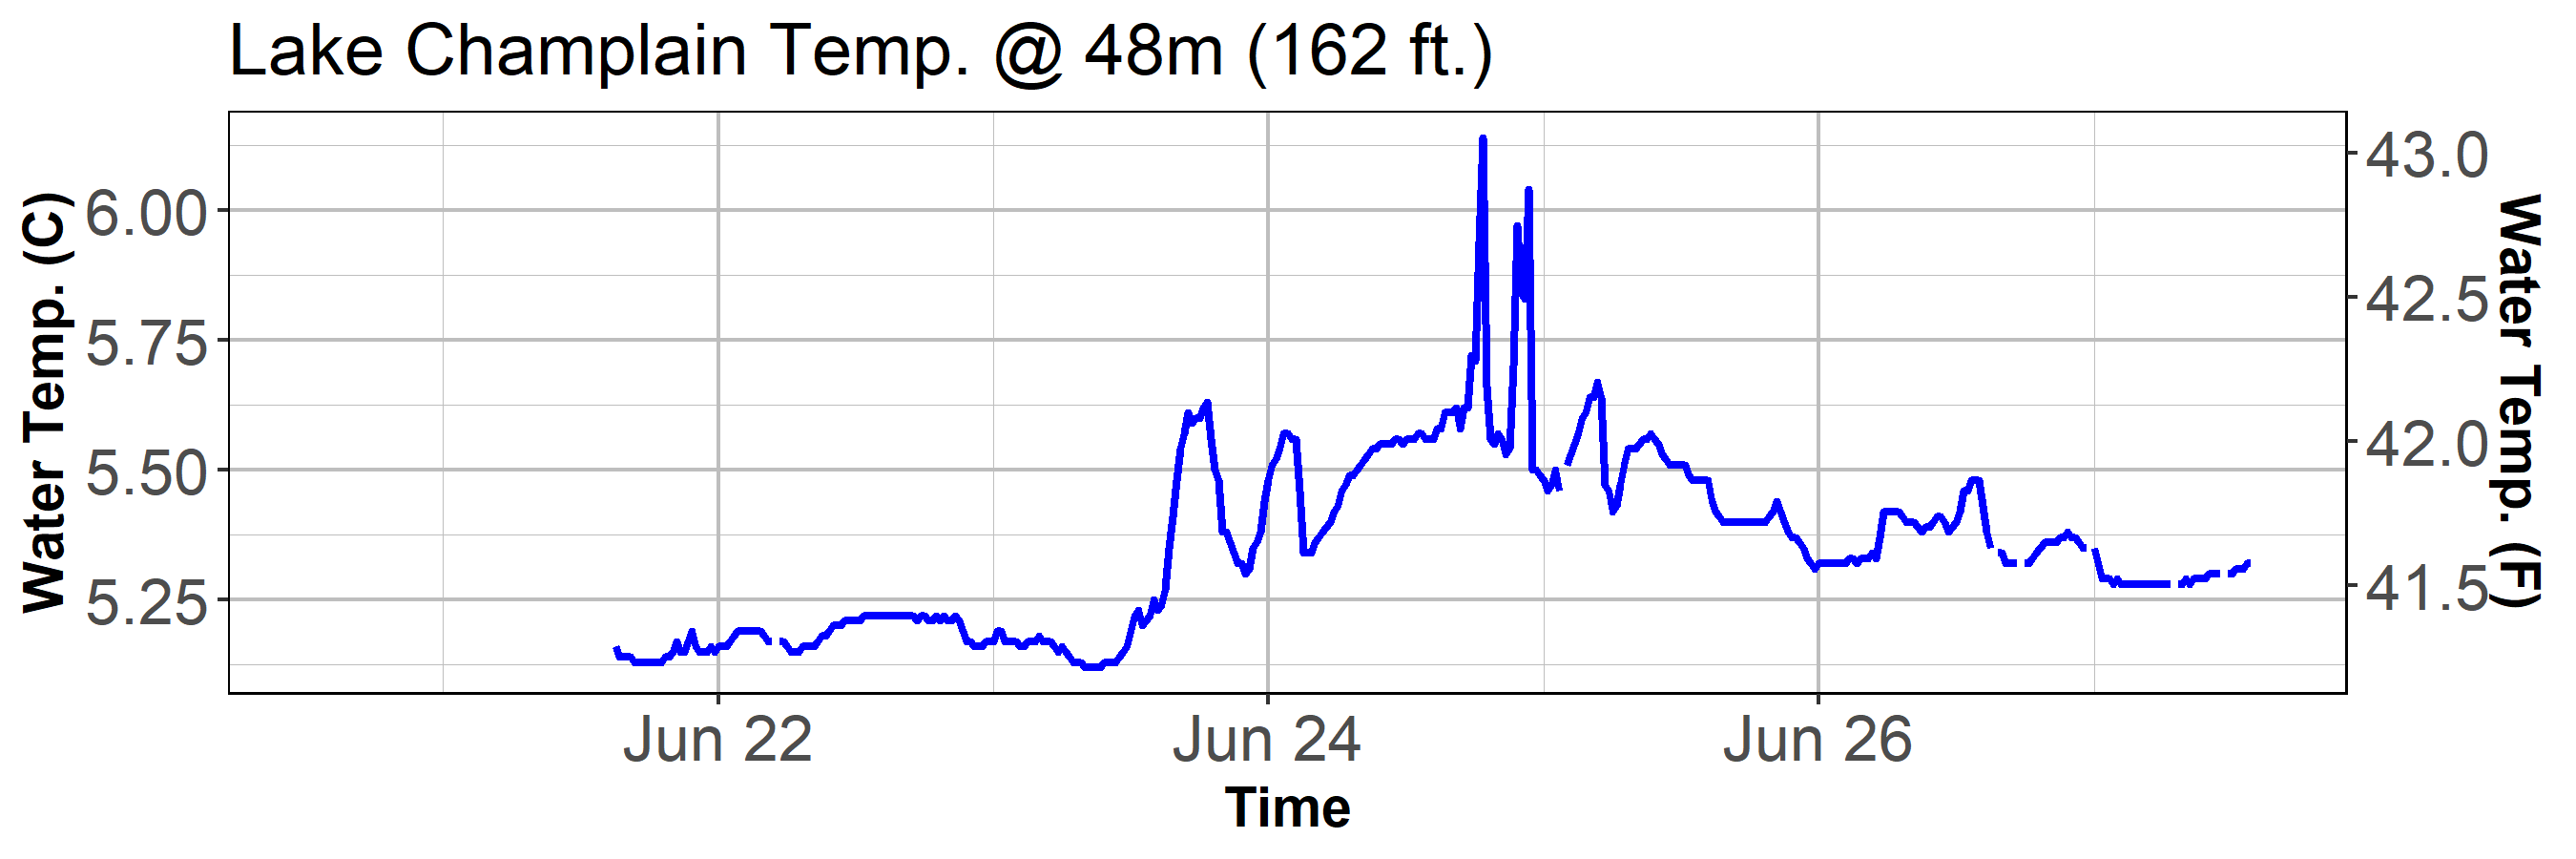 Lake Champlain Temp. @ 48m (162 ft.)
Water Temp. (C)
6.00
5.75
5.50
5.25
43.0
42.5
42.0
41.5
Water Temp. (F)
Jun 22
Jun 24
Jun 26
Time